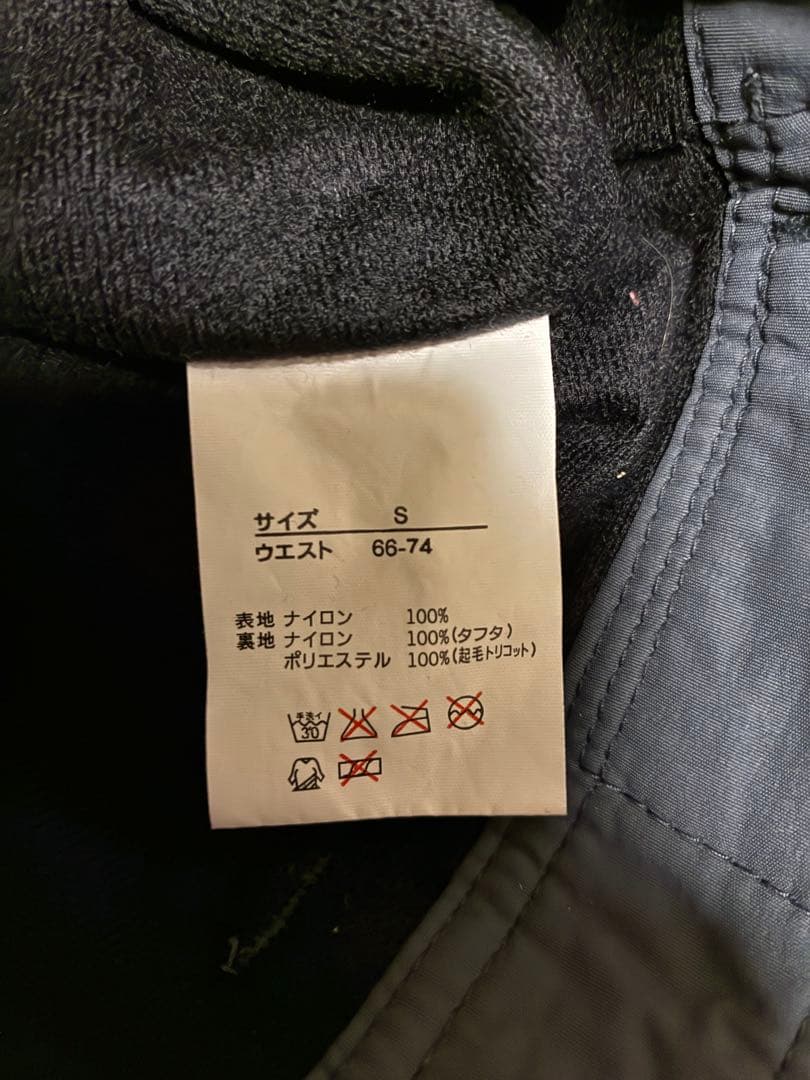 サイズ S
ウエスト 66-74
表地 ナイロン 100%
裏地 ナイロン 100%(タフタ)
ポリエステル 100%(起毛トリコット)
手洗イ
30